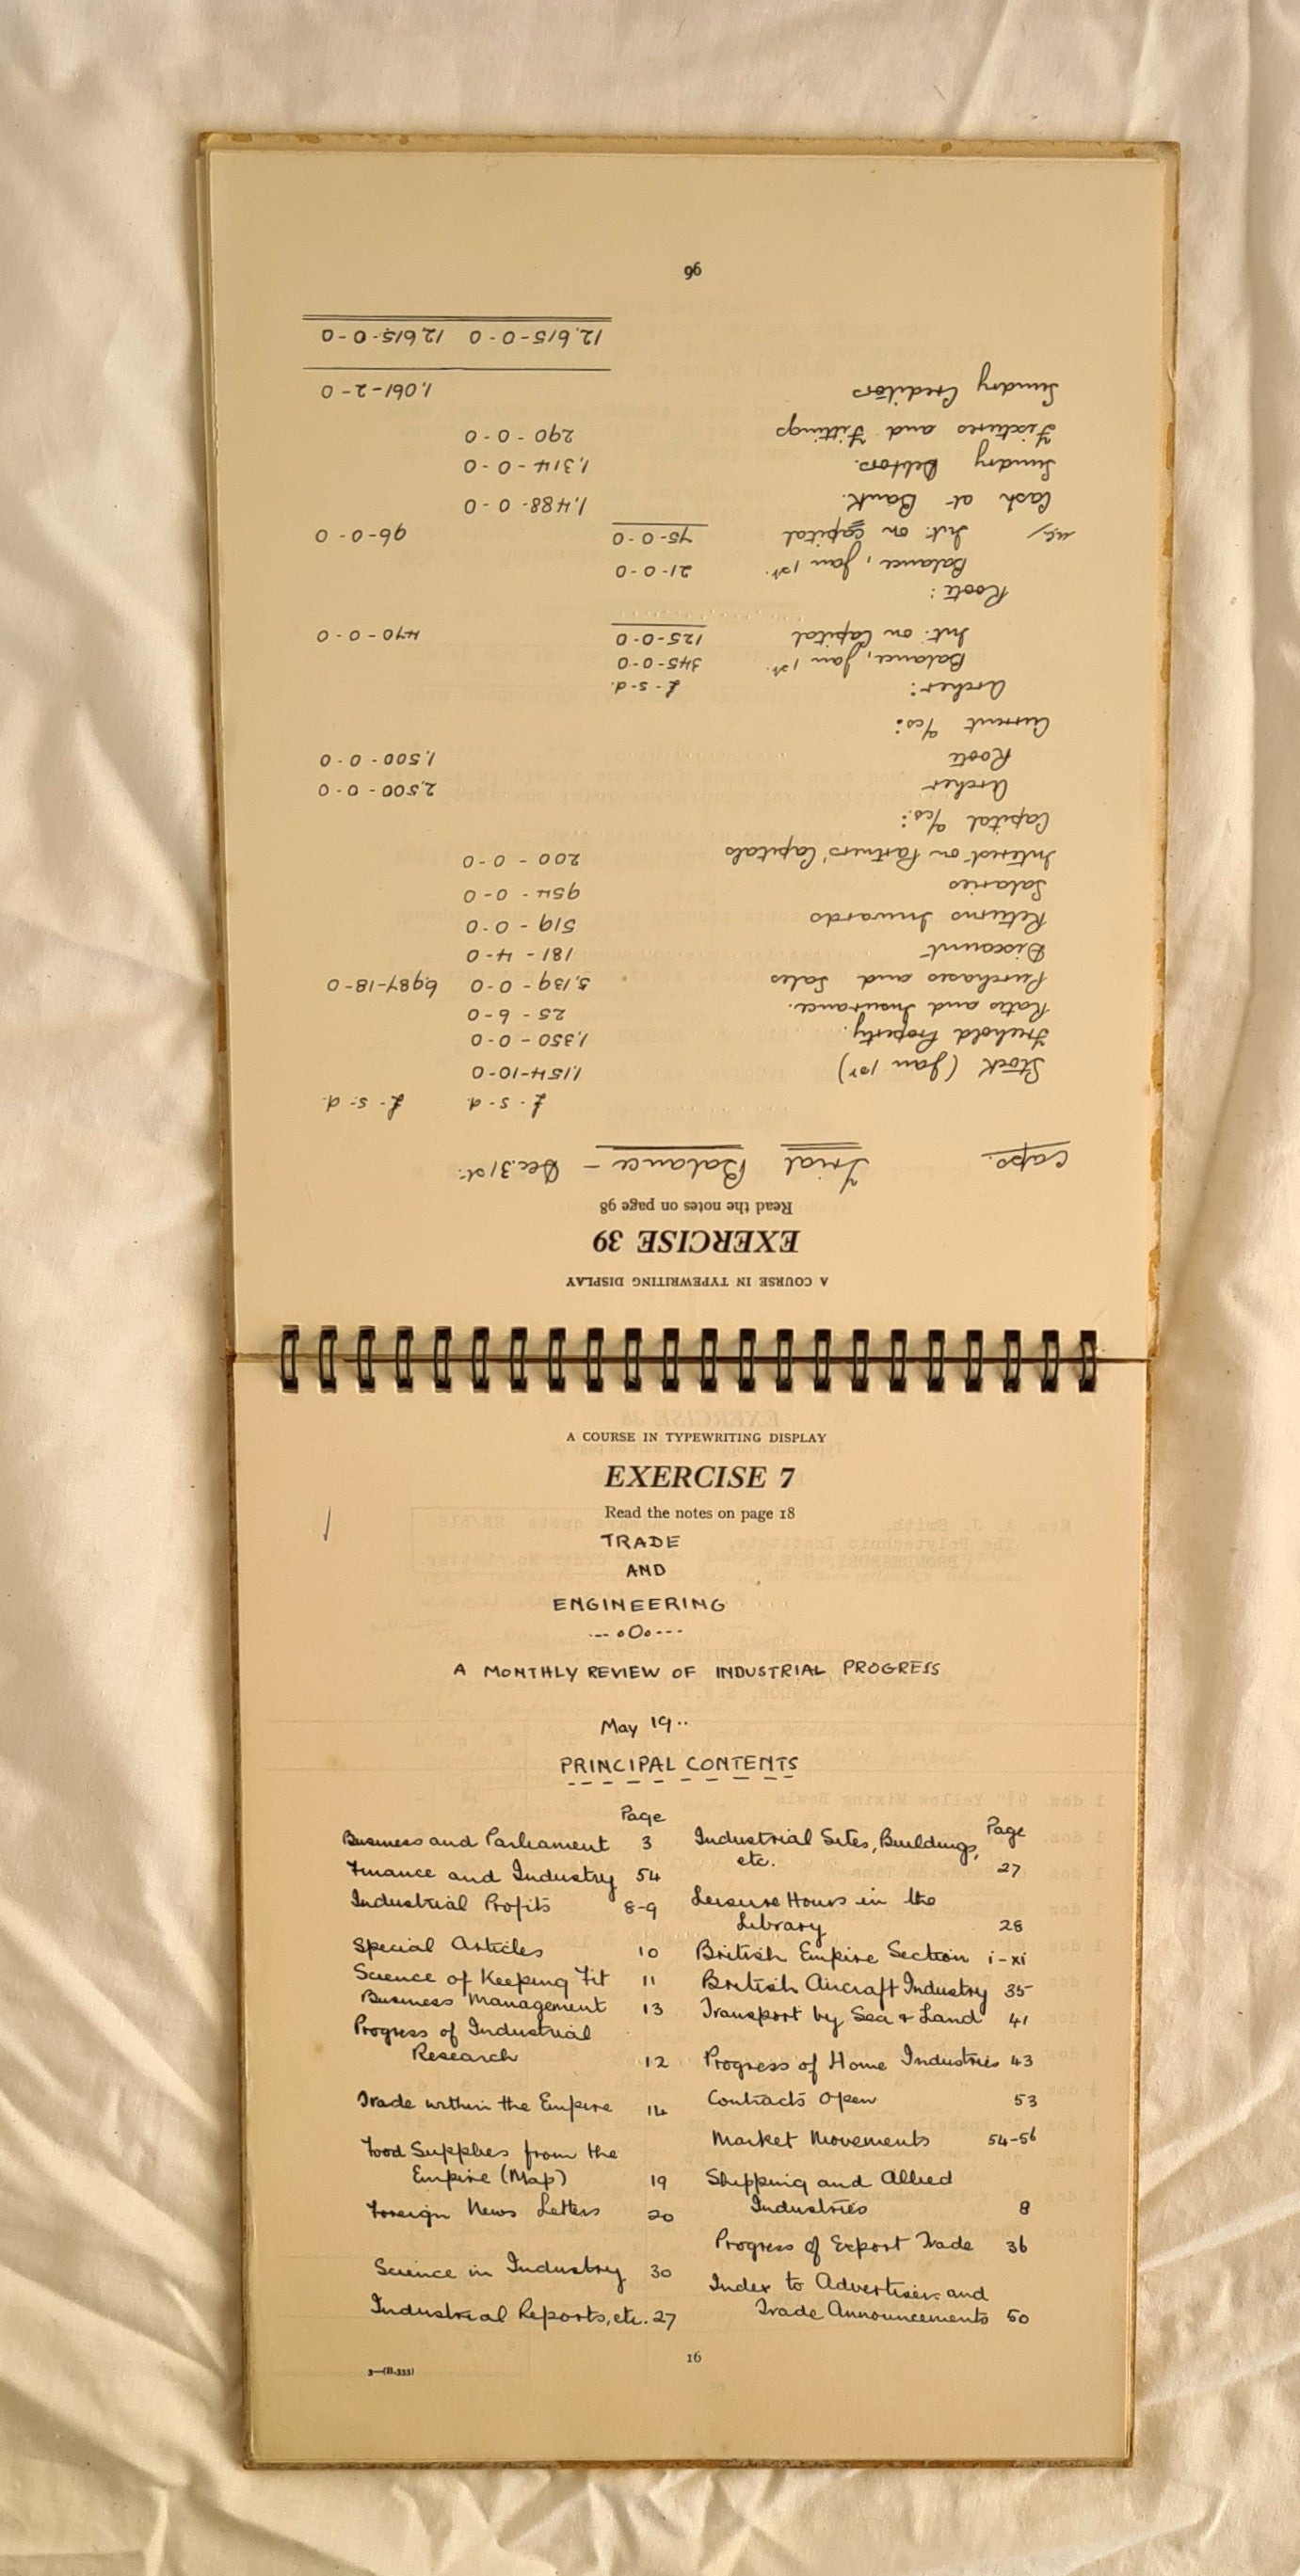 A COURSE IN TYPEWRITING DISPLAY
EXERCISE 39
Read the notes on page 98
Caps. Trial Balance - Dec. 31st.
£ - s - d. £ - s - d.
Stock (Jan 1st) 1,154-10-0
Freehold Property. 1,350 - 0-0
Rates and Insurance. 25 - 6-0
Purchases and Sales 5,139 - 0-0 6,987-18-0
Discount 181 - 4-0
Returns Inwards 519 - 0-0
Salaries 954 - 0-0
Interest on Partners' Capitals 200 - 0-0
Capital a/cs:
Archer 2,500 - 0-0
Roote 1,500 - 0-0
Current a/cs:
Archer: £ - s-d.
Balance, Jan 1st. 345-0-0
Int. on Capital 125-0-0 470-0-0
Roote:
Balance, Jan 1st. 21-0-0
u.c/ Int. on capital 75-0-0 96-0-0
Cash at Bank. 1,488-0-0
Sundry Debtors. 1,314-0-0
Fixtures and Fittings 290-0-0
Sundry Creditors 1,061-2-0
12,615-0-0 12,615-0-0
96
A COURSE IN TYPEWRITING DISPLAY
EXERCISE 7
Read the notes on page 18
TRADE
AND
ENGINEERING
--- oOo ---
A MONTHLY REVIEW OF INDUSTRIAL PROGRESS
May 19..
PRINCIPAL CONTENTS
Page
Business and Parliament 3
Finance and Industry 54
Industrial Profits 8-9
Special Articles 10
Science of Keeping Fit 11
Business Management 13
Progress of Industrial
Research 12
Trade within the Empire 14
Food Supplies from the
Empire (Map) 19
Foreign News Letters 20
Science in Industry 30
Industrial Reports, etc. 27
Page
Industrial Sites, Buildings,
etc. 27
Leisure Hours in the
Library 28
British Empire Section i-xi
British Aircraft Industry 35
Transport by Sea & Land 41
Progress of Home Industries 43
Contracts Open 53
Market Movements 54-56
Shipping and Allied
Industries 8
Progress of Export Trade 36
Index to Advertisers and
Trade Announcements 50
16
3—(B.333)